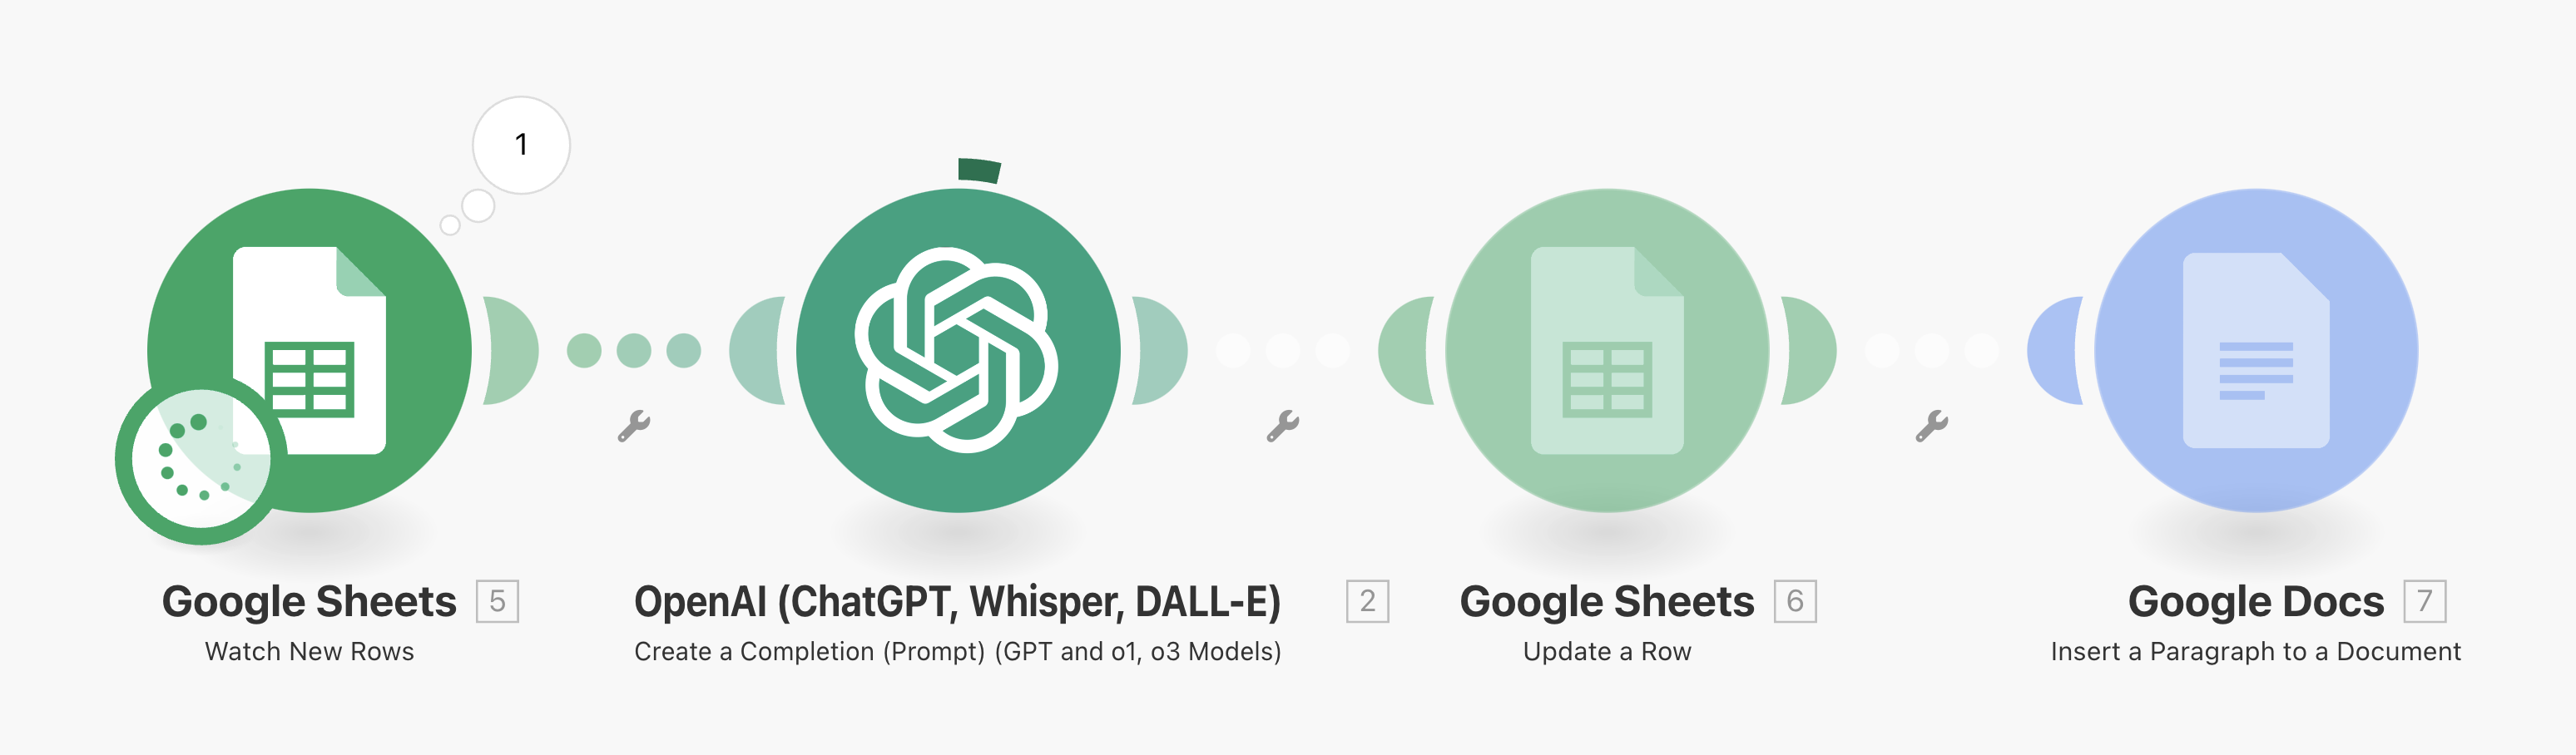 1
Google Sheets 5
Watch New Rows
OpenAI (ChatGPT, Whisper, DALL-E) 2
Create a Completion (Prompt) (GPT and o1, o3 Models)
Google Sheets 6
Update a Row
Google Docs 7
Insert a Paragraph to a Document